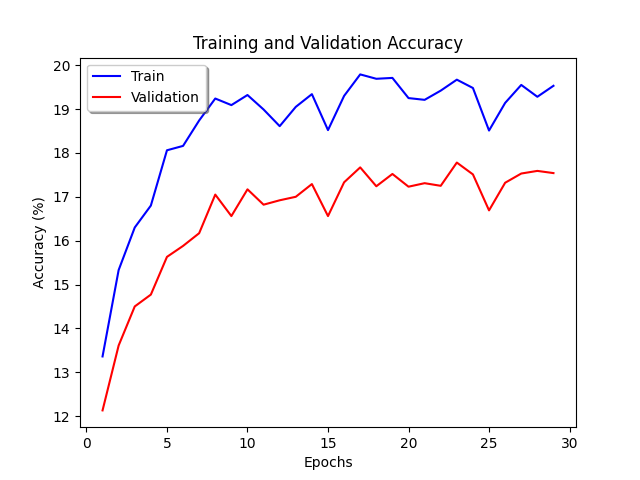 Training and Validation Accuracy
Train
Validation
20
19
18
17
16
15
14
13
12
Accuracy (%)
0 5 10 15 20 25 30
Epochs